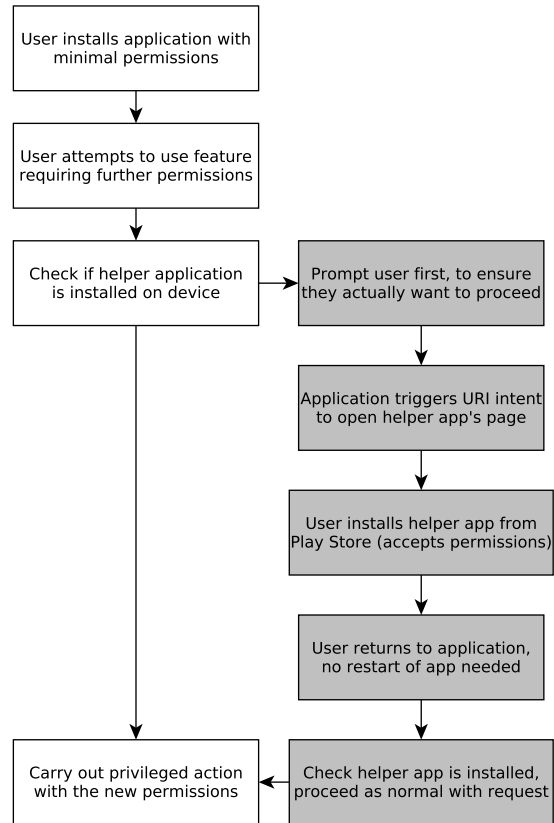 User installs application with
minimal permissions
User attempts to use feature
requiring further permissions
Check if helper application
is installed on device
Prompt user first, to ensure
they actually want to proceed
Application triggers URI intent
to open helper app's page
User installs helper app from
Play Store (accepts permissions)
User returns to application,
no restart of app needed
Carry out privileged action
with the new permissions
Check helper app is installed,
proceed as normal with request